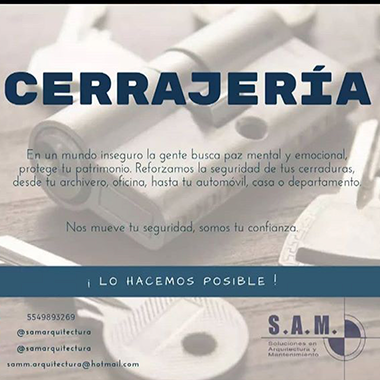 CERRAJERÍA
En un mundo inseguro la gente busca paz mental y emocional,
protege tu patrimonio. Reforzamos la seguridad de tus cerraduras,
desde tu archivero, oficina, hasta tu automóvil, casa o departamento.
Nos mueve tu seguridad, somos tu confianza.
¡ LO HACEMOS POSIBLE !
5549893269
@samarquitectura
@samarquitectura
samm.arquitectura@hotmail.com
S.A.M.
Soluciones en
Arquitectura y
Mantenimiento